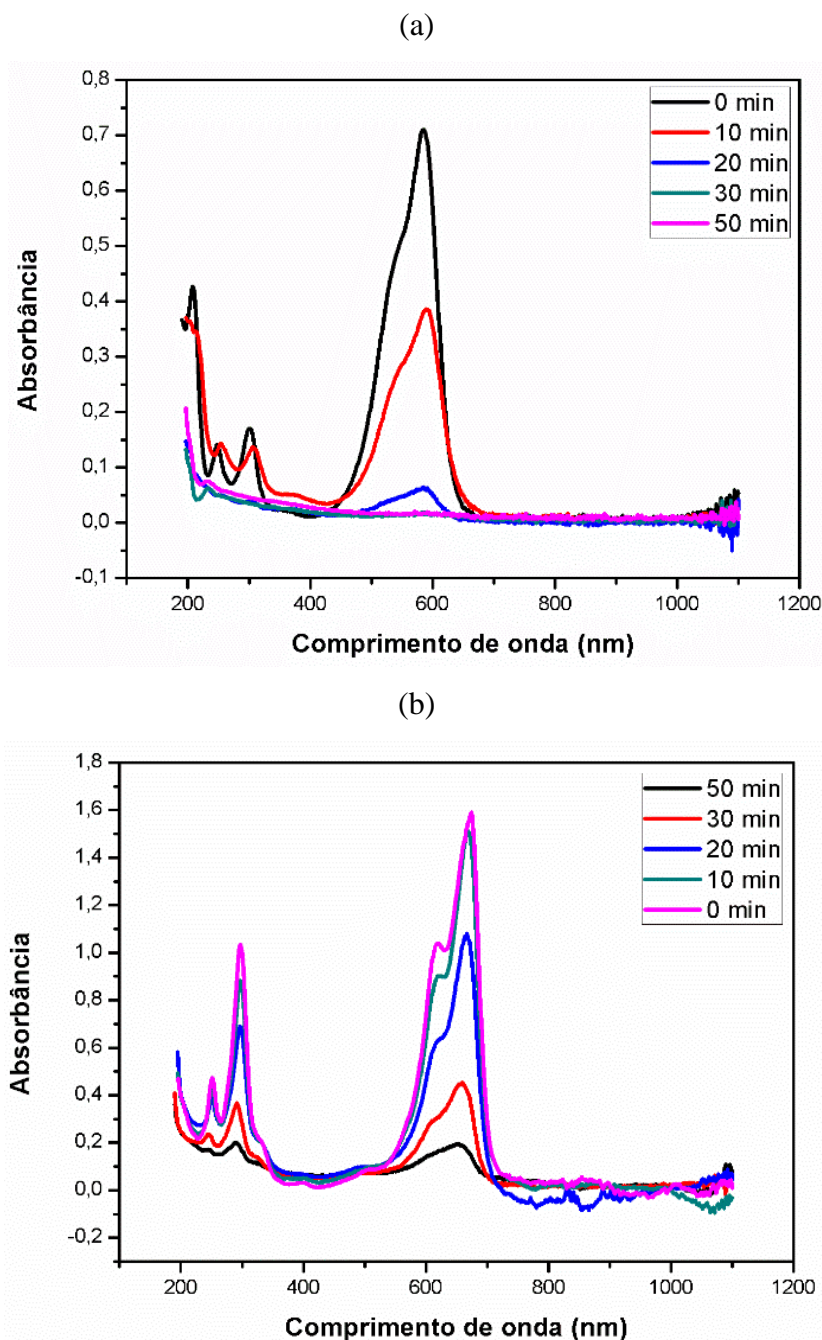 (a)
0,8
0,7
0,6
0,5
0,4
0,3
0,2
0,1
0,0
-0,1
Absorbância
0 min
10 min
20 min
30 min
50 min
200 400 600 800 1000 1200
Comprimento de onda (nm)
(b)
1,8
1,6
1,4
1,2
1,0
0,8
0,6
0,4
0,2
0,0
-0,2
Absorbância
50 min
30 min
20 min
10 min
0 min
200 400 600 800 1000 1200
Comprimento de onda (nm)